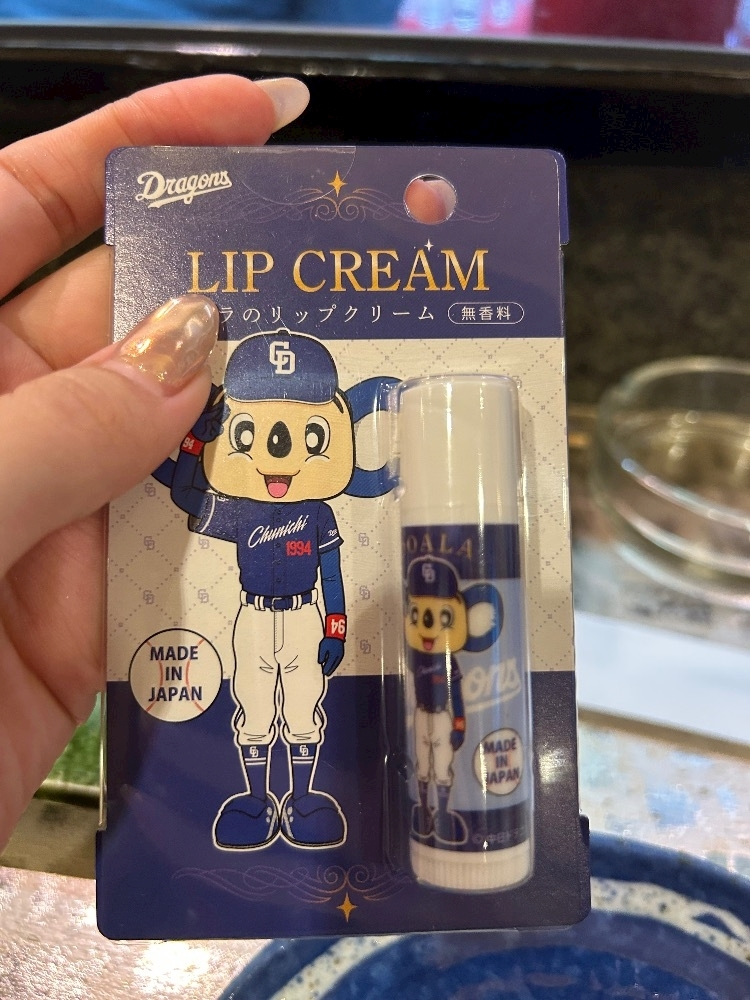 Dragons
LIP CREAM
ラのリップクリーム 無香料
CD
94
Chunichi
1994
94
MADE
IN
JAPAN
OALA
CD
ons
MADE
IN
JAPAN